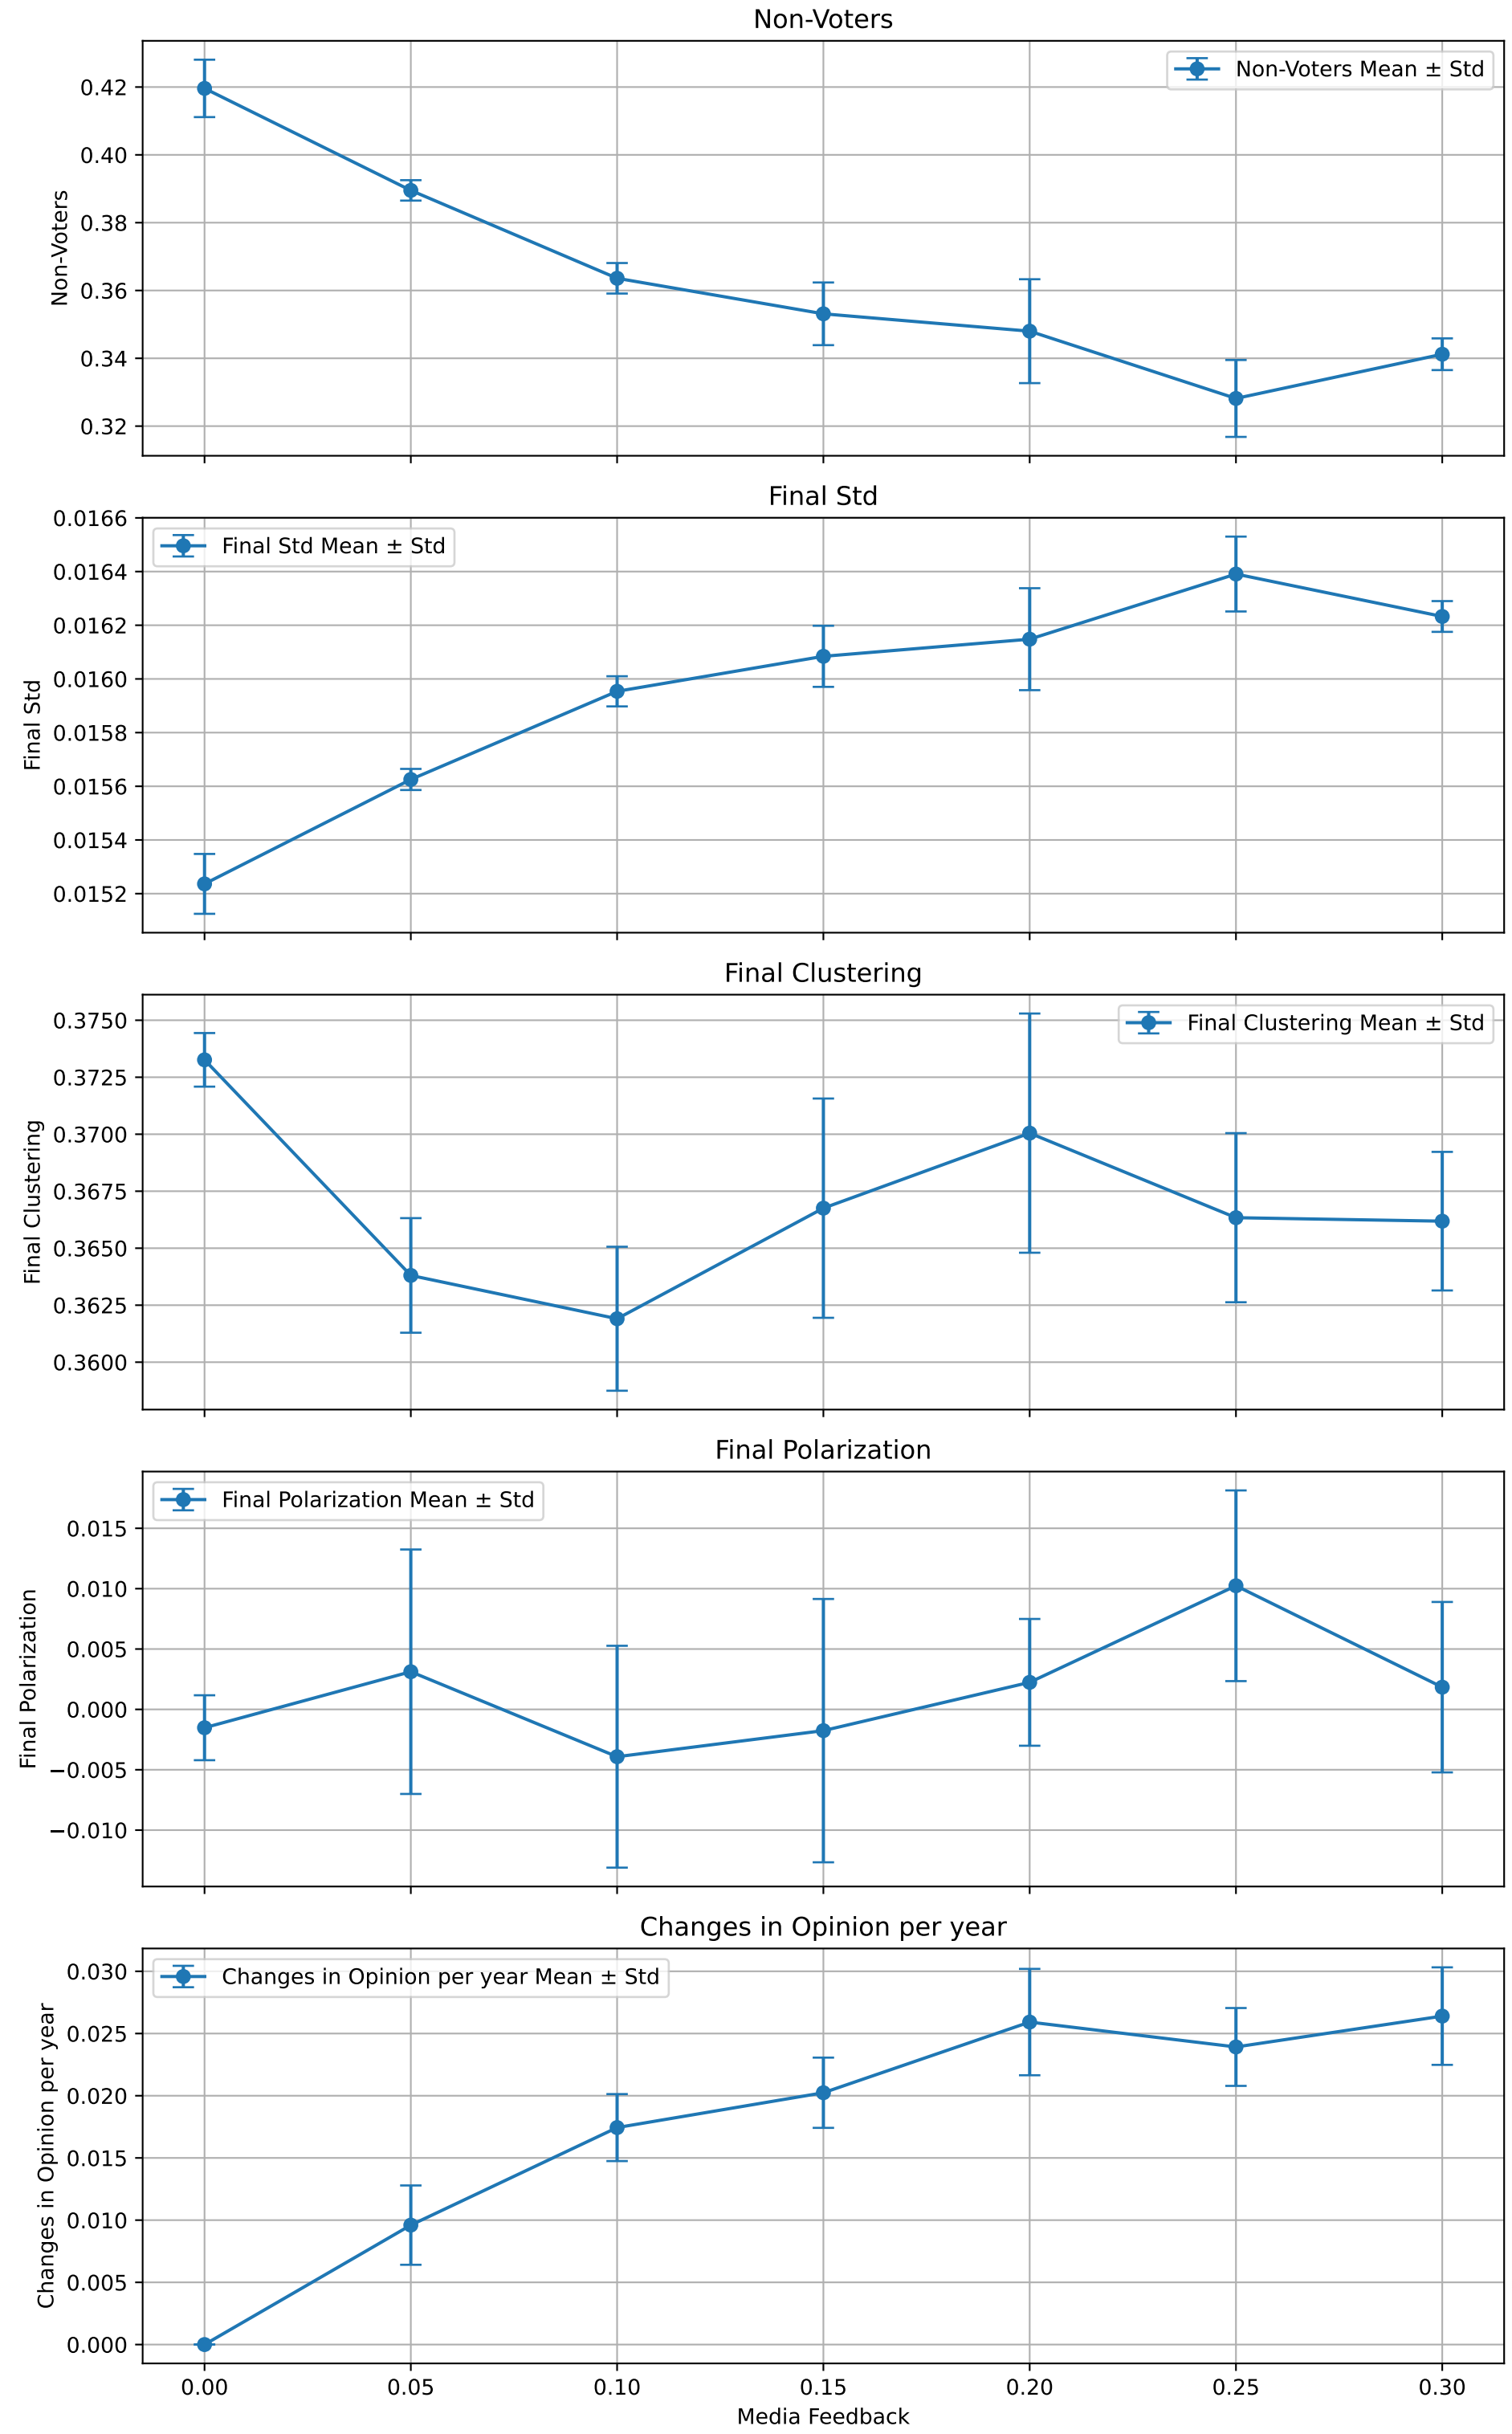 Non-Voters
Non-Voters Mean ± Std
Non-Voters
0.42
0.40
0.38
0.36
0.34
0.32
Final Std
Final Std Mean ± Std
Final Std
0.0166
0.0164
0.0162
0.0160
0.0158
0.0156
0.0154
0.0152
Final Clustering
Final Clustering Mean ± Std
Final Clustering
0.3750
0.3725
0.3700
0.3675
0.3650
0.3625
0.3600
Final Polarization
Final Polarization Mean ± Std
Final Polarization
0.015
0.010
0.005
0.000
−0.005
−0.010
Changes in Opinion per year
Changes in Opinion per year Mean ± Std
Changes in Opinion per year
0.030
0.025
0.020
0.015
0.010
0.005
0.000
0.00 0.05 0.10 0.15 0.20 0.25 0.30
Media Feedback